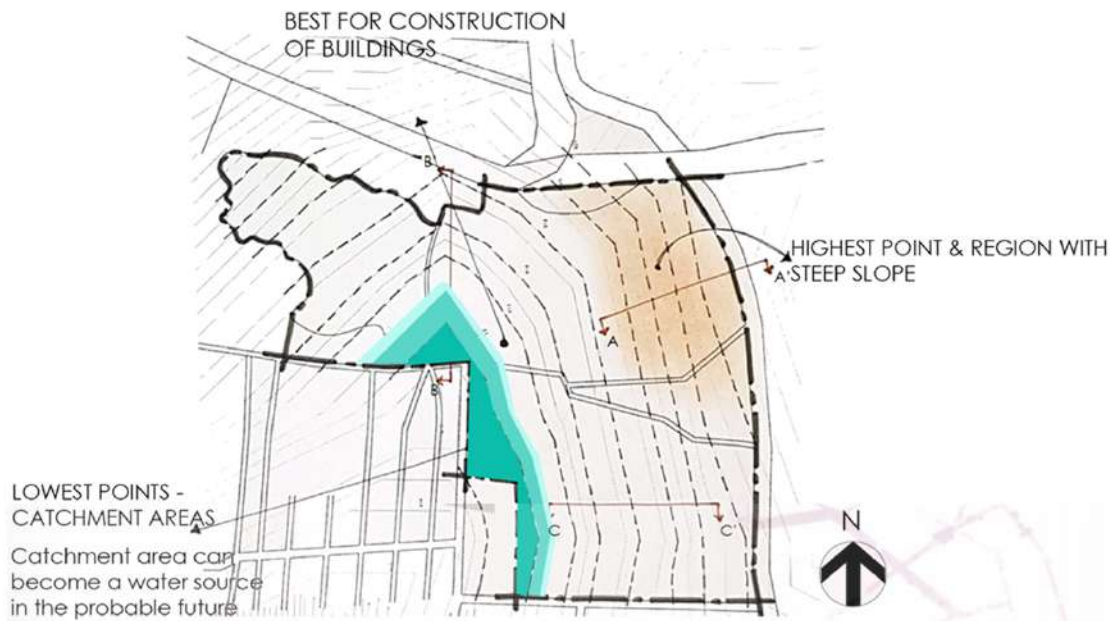 BEST FOR CONSTRUCTION
OF BUILDINGS
B'
HIGHEST POINT & REGION WITH
STEEP SLOPE
A'
A
B
LOWEST POINTS -
CATCHMENT AREAS
Catchment area can
become a water source
in the probable future
C
C'
N